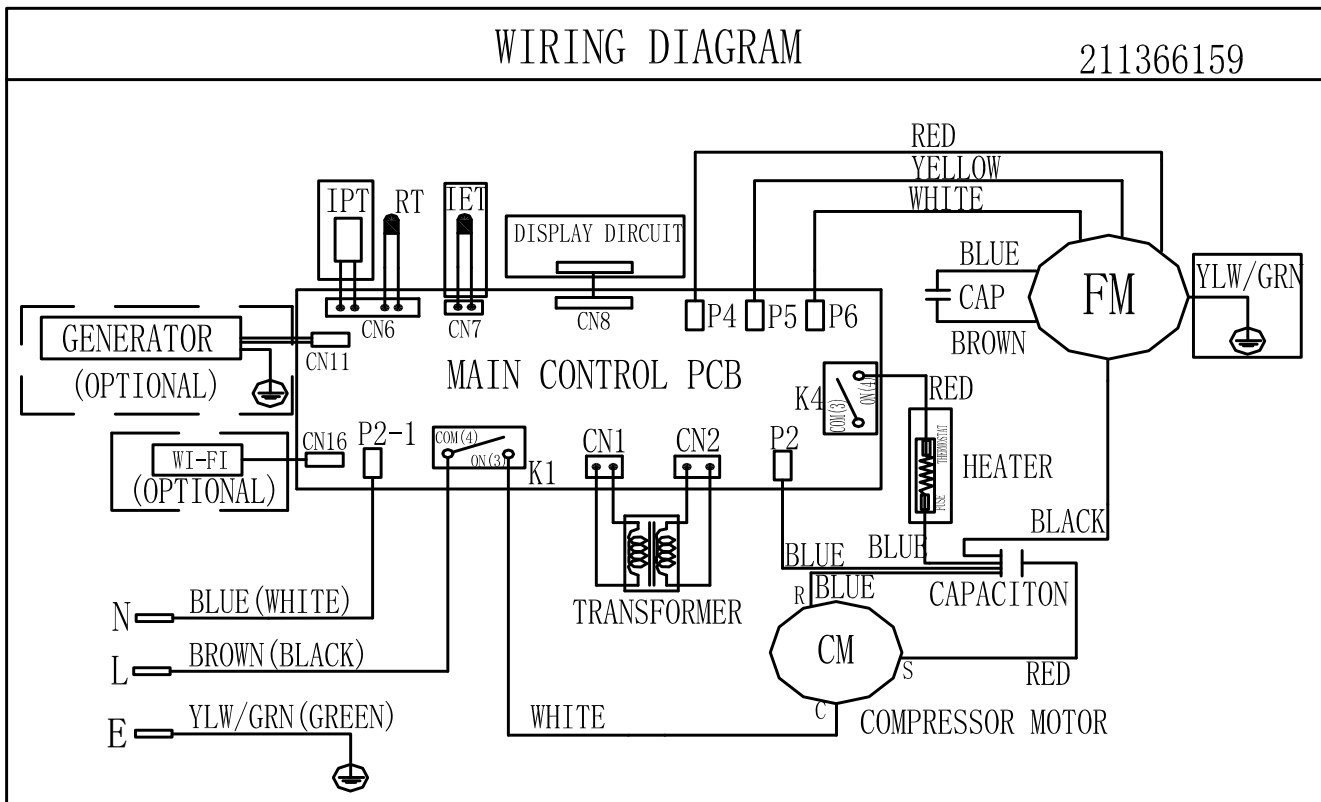 WIRING DIAGRAM
211366159
RED
YELLOW
WHITE
IPT
RT
IET
DISPLAY DIRCUIT
BLUE
CAP
BROWN
FM
YLW/GRN
CN6
CN7
CN8
P4
P5
P6
GENERATOR
(OPTIONAL)
CN11
MAIN CONTROL PCB
K4
COM(3)
ON(4)
RED
WI-FI
(OPTIONAL)
CN16
P2-1
COM(4)
ON(3)
K1
CN1
CN2
P2
THERMOSTAT
FUSE
HEATER
BLACK
BLUE
BLUE
BLUE
CAPACITON
TRANSFORMER
N
BLUE(WHITE)
L
BROWN(BLACK)
E
YLW/GRN(GREEN)
WHITE
R
CM
S
C
RED
COMPRESSOR MOTOR